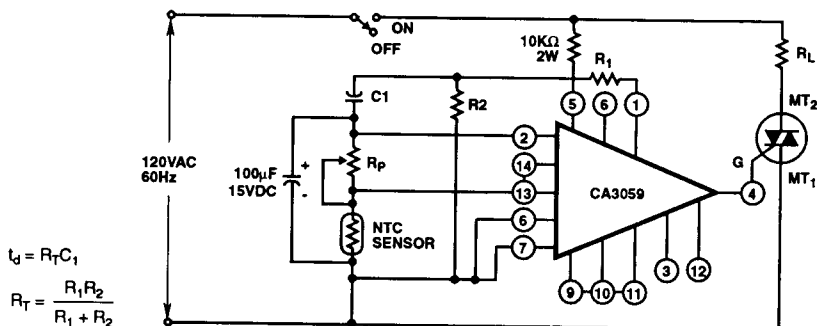 ON
OFF
10KΩ
2W
R1
RL
C1
R2
5
6
1
MT2
2
120VAC
60Hz
100μF
15VDC
+
-
RP
14
13
CA3059
G
4
MT1
NTC
SENSOR
6
7
td = RTC1
RT = R1R2
R1 + R2
9
10
11
3
12